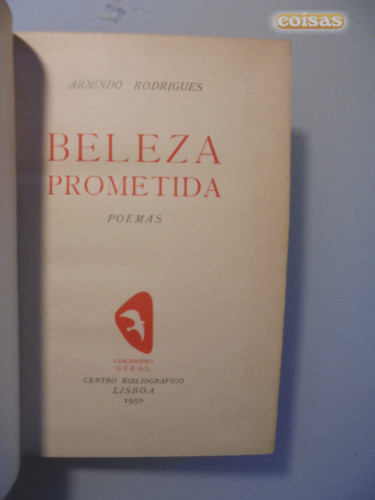 coisas
ARMINDO RODRIGUES
BELEZA
PROMETIDA
POEMAS
CANCIONEIRO
GERAL
CENTRO BIBLIOGRÁFICO
LISBOA
1950